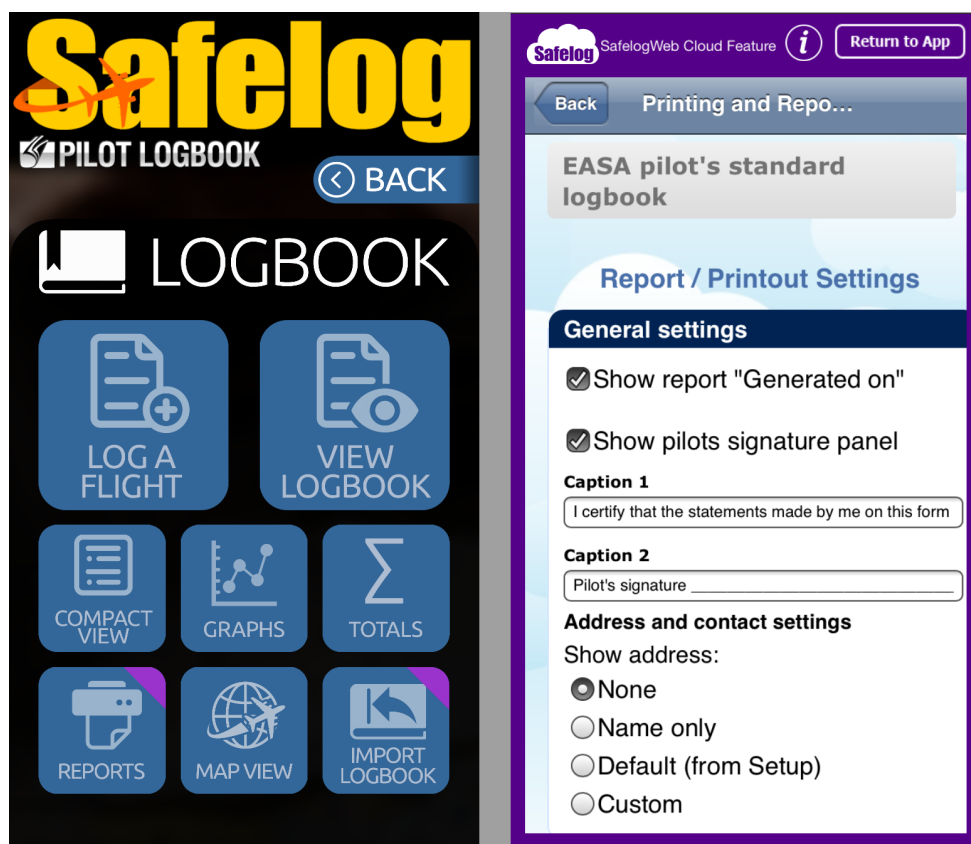 Safelog
PILOT LOGBOOK
BACK
LOGBOOK
LOG A
FLIGHT
VIEW
LOGBOOK
COMPACT
VIEW
GRAPHS
TOTALS
REPORTS
MAP VIEW
IMPORT
LOGBOOK
Safelog
SafelogWeb Cloud Feature
i
Return to App
Back
Printing and Repo...
EASA pilot's standard
logbook
Report / Printout Settings
General settings
Show report "Generated on"
Show pilots signature panel
Caption 1
I certify that the statements made by me on this form
Caption 2
Pilot's signature ______________________________
Address and contact settings
Show address:
None
Name only
Default (from Setup)
Custom